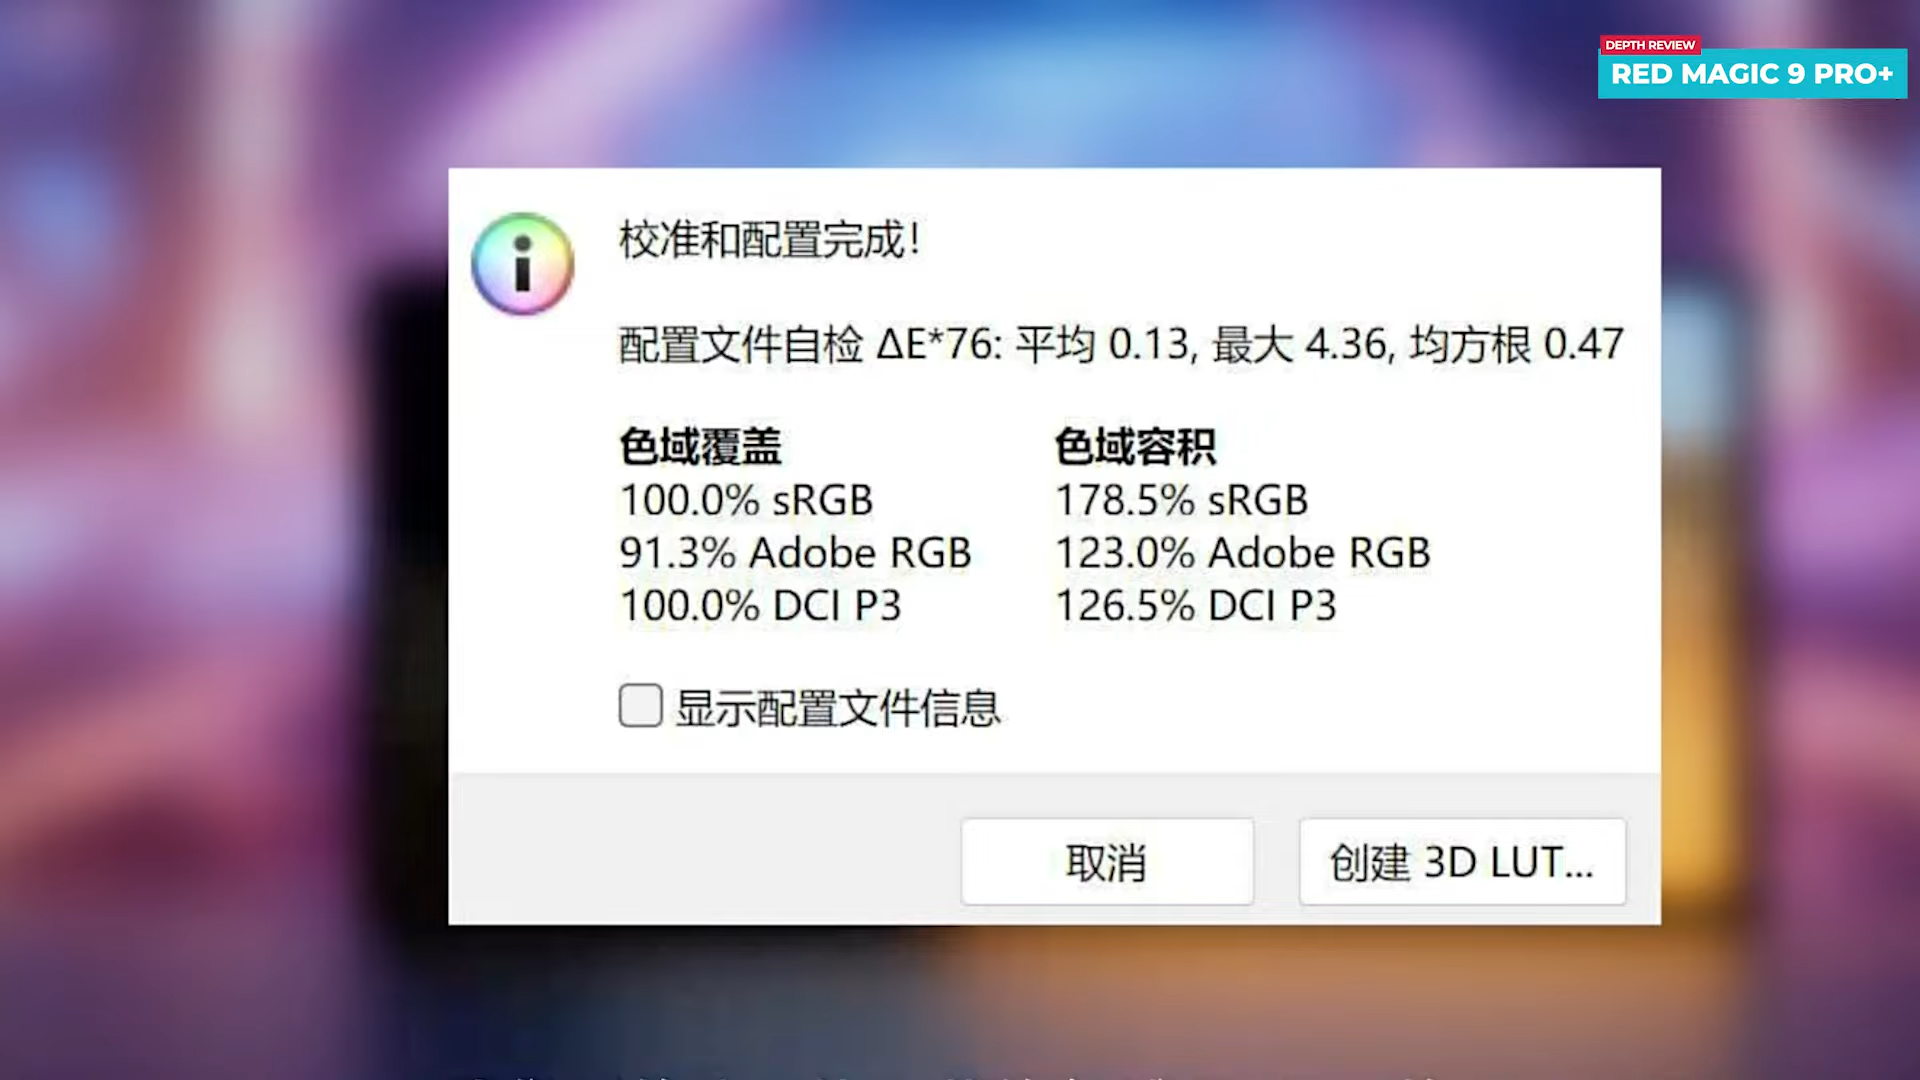 DEPTH REVIEW
RED MAGIC 9 PRO+
校准和配置完成!
配置文件自检 ΔE*76: 平均 0.13, 最大 4.36, 均方根 0.47
色域覆盖
100.0% sRGB
91.3% Adobe RGB
100.0% DCI P3
色域容积
178.5% sRGB
123.0% Adobe RGB
126.5% DCI P3
显示配置文件信息
取消
创建 3D LUT...